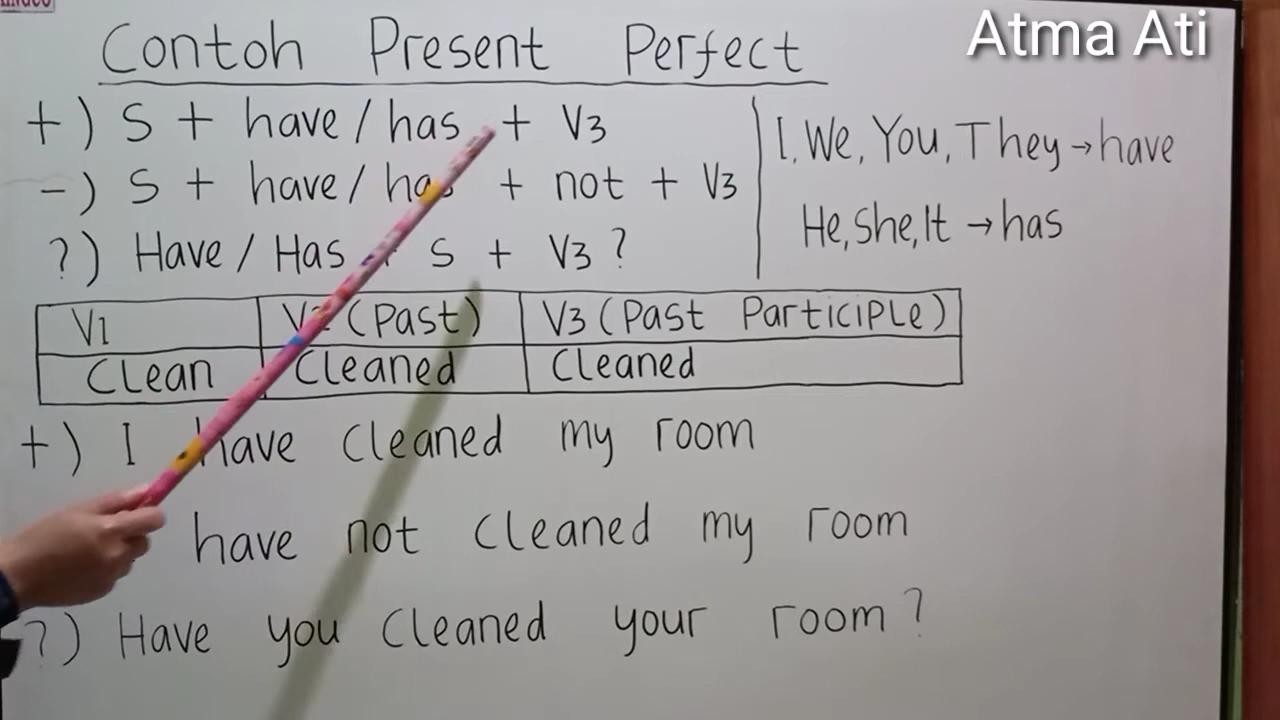 Atma Ati
Contoh Present Perfect
+) S + have / has + V3
-) S + have / has + not + V3
?) Have / Has + S + V3 ?
I, We, You, They → have
He, She, It → has
V1 V2 (Past) V3 (Past Participle)
Clean Cleaned Cleaned
+) I have cleaned my room
have not cleaned my room
?) Have you cleaned your room ?